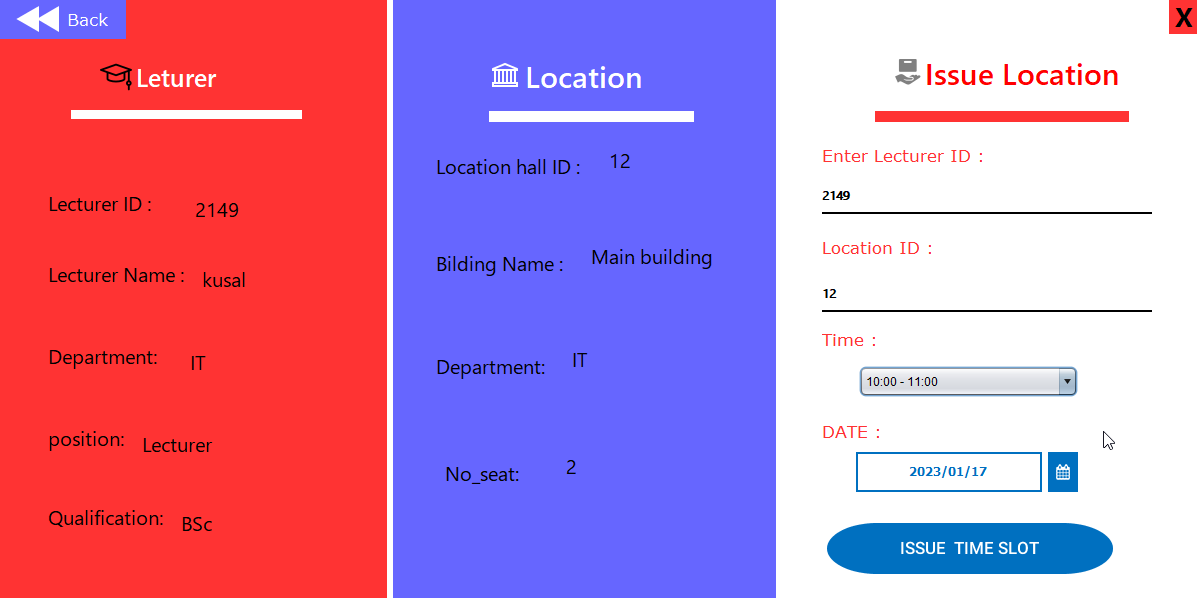 Back
Leturer
Lecturer ID : 2149
Lecturer Name : kusal
Department: IT
position: Lecturer
Qualification: BSc
Location
Location hall ID : 12
Bilding Name : Main building
Department: IT
No_seat: 2
X
Issue Location
Enter Lecturer ID :
2149
Location ID :
12
Time :
10:00 - 11:00
DATE :
2023/01/17
ISSUE TIME SLOT